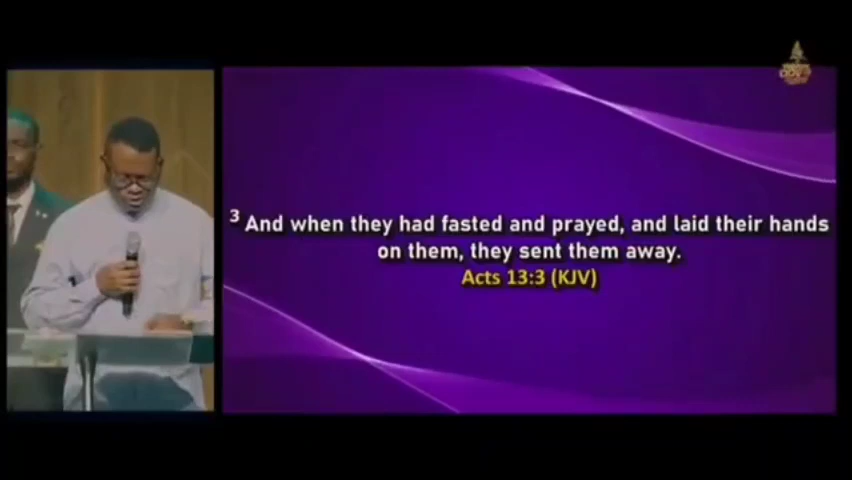 3 And when they had fasted and prayed, and laid their hands
on them, they sent them away.
Acts 13:3 (KJV)